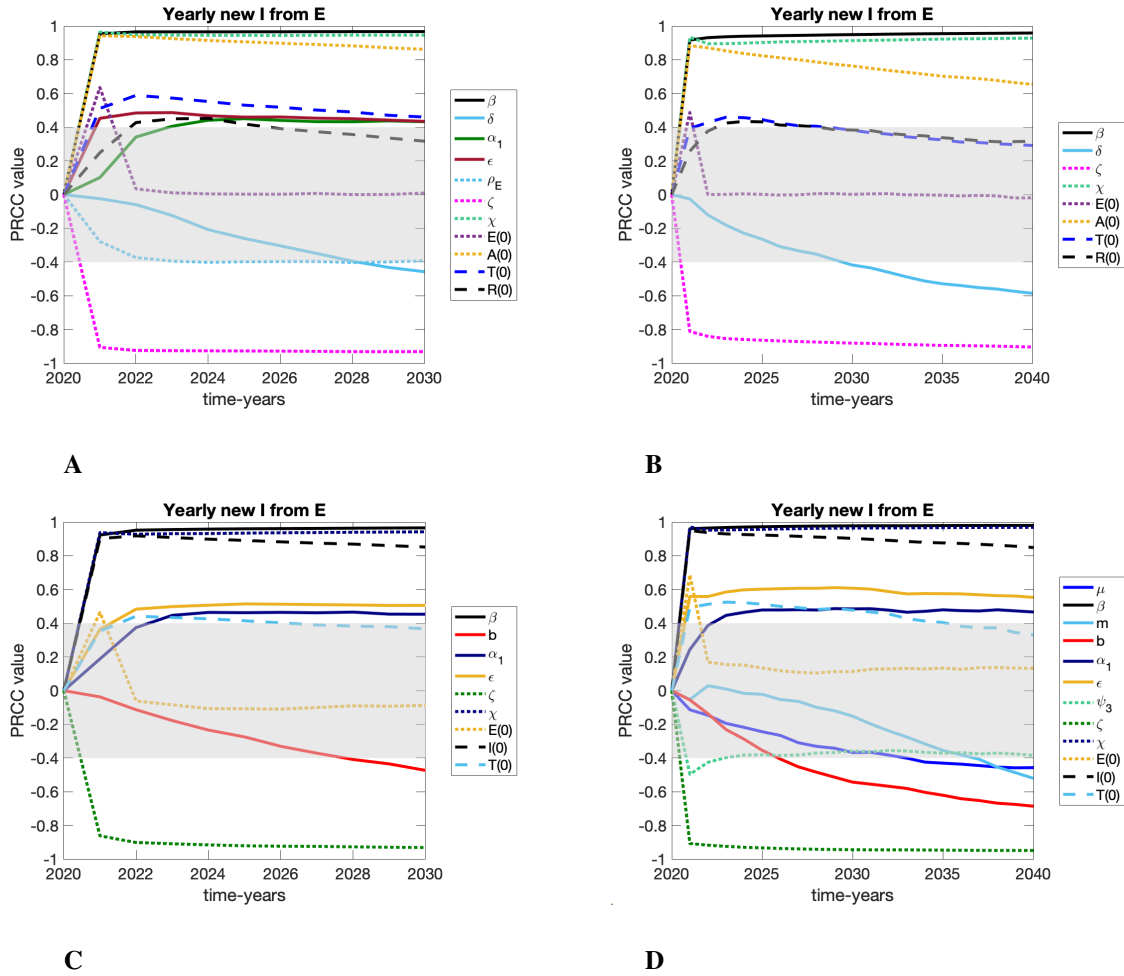 Yearly new I from E
1
0.8
0.6
0.4
0.2
0
-0.2
-0.4
-0.6
-0.8
-1
PRCC value
2020 2022 2024 2026 2028 2030
time-years
β
δ
α1
ϵ
ρE
ζ
χ
E(0)
A(0)
T(0)
R(0)
A
Yearly new I from E
1
0.8
0.6
0.4
0.2
0
-0.2
-0.4
-0.6
-0.8
-1
PRCC value
2020 2025 2030 2035 2040
time-years
β
δ
ζ
χ
E(0)
A(0)
T(0)
R(0)
B
Yearly new I from E
1
0.8
0.6
0.4
0.2
0
-0.2
-0.4
-0.6
-0.8
-1
PRCC value
2020 2022 2024 2026 2028 2030
time-years
β
b
α1
ϵ
ζ
χ
E(0)
I(0)
T(0)
C
Yearly new I from E
1
0.8
0.6
0.4
0.2
0
-0.2
-0.4
-0.6
-0.8
-1
PRCC value
2020 2025 2030 2035 2040
time-years
μ
β
m
b
α1
ϵ
ψ3
ζ
χ
E(0)
I(0)
T(0)
D